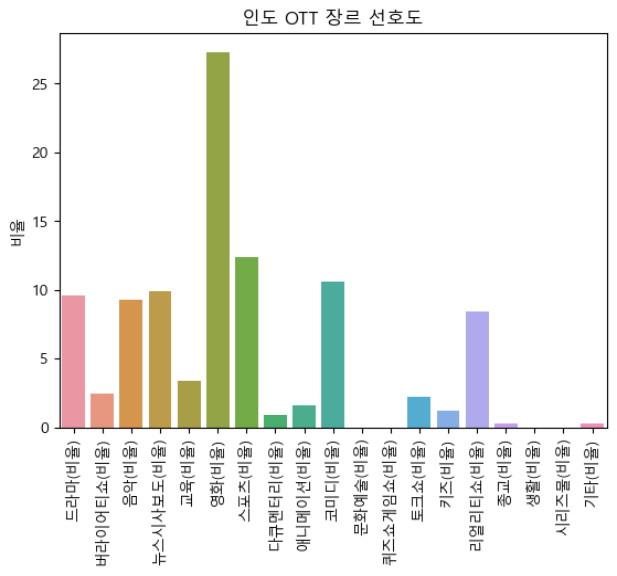 인도 OTT 장르 선호도
비율
25
20
15
10
5
0
드라마(비율)
버라이어티쇼(비율)
음악(비율)
뉴스시사보도(비율)
교육(비율)
영화(비율)
스포츠(비율)
다큐멘터리(비율)
애니메이션(비율)
코미디(비율)
문화예술(비율)
퀴즈쇼게임쇼(비율)
토크쇼(비율)
키즈(비율)
리얼리티쇼(비율)
종교(비율)
생활(비율)
시리즈물(비율)
기타(비율)